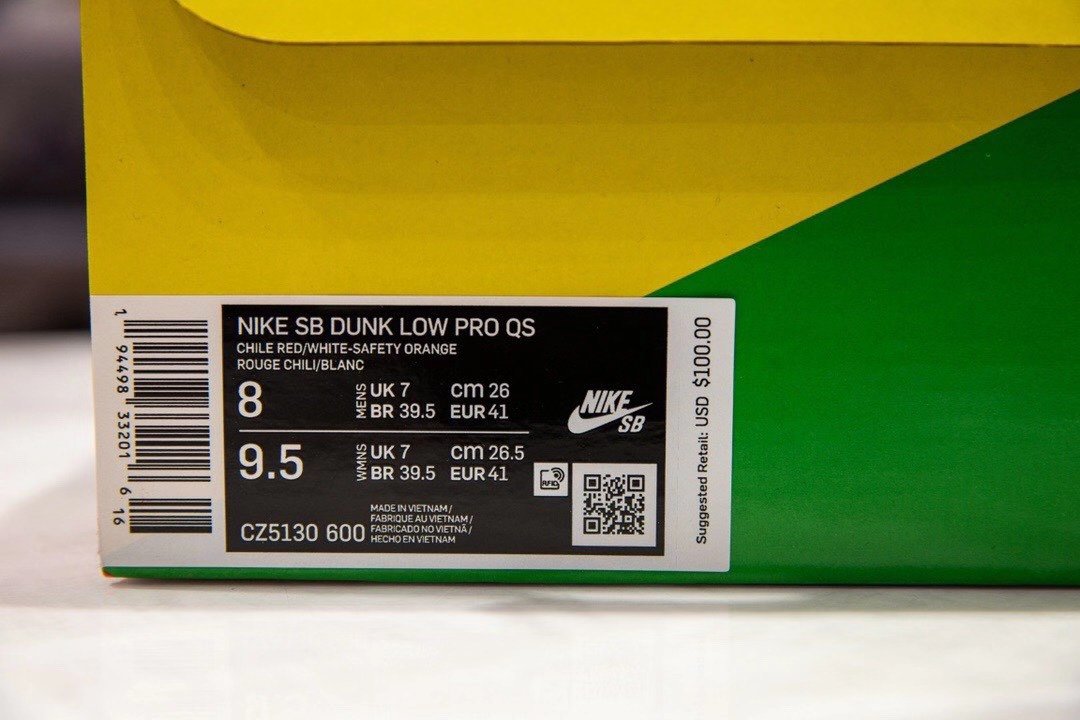 1 94498 33201 6 16
NIKE SB DUNK LOW PRO QS
CHILE RED/WHITE-SAFETY ORANGE
ROUGE CHILI/BLANC
8 MENS UK 7 cm 26
BR 39.5 EUR 41
9.5 WMNS UK 7 cm 26.5
BR 39.5 EUR 41
NIKE
SB
RFID
CZ5130 600
MADE IN VIETNAM /
FABRIQUE AU VIETNAM /
FABRICADO NO VIETNÃ /
HECHO EN VIETNAM
Suggested Retail: USD $100.00